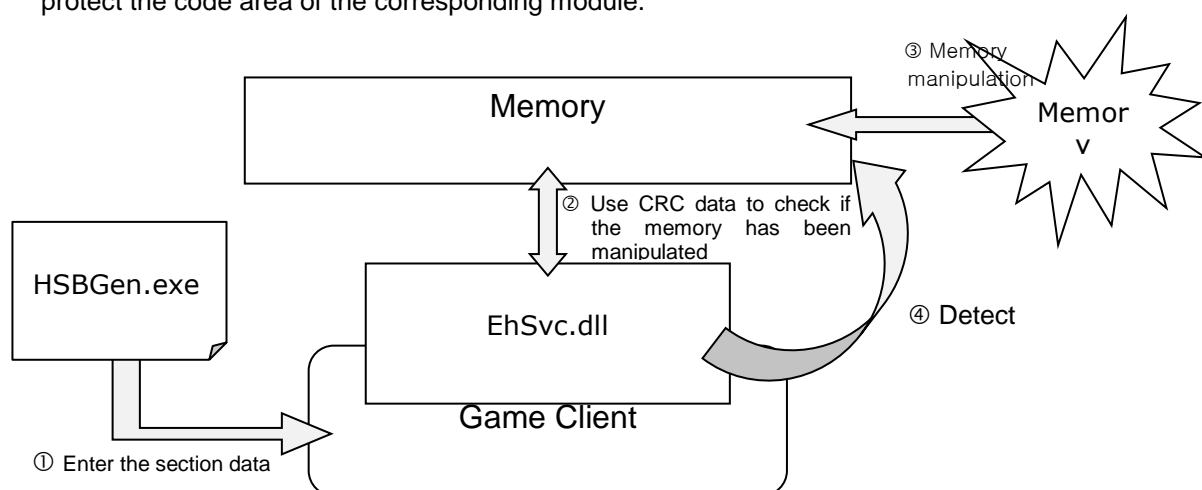 protect the code area of the corresponding module.
③ Memory
manipulation
Memory
Memor
② Use CRC data to check if
the memory has been
manipulated
HSBGen.exe
EhSvc.dll
④ Detect
Game Client
① Enter the section data